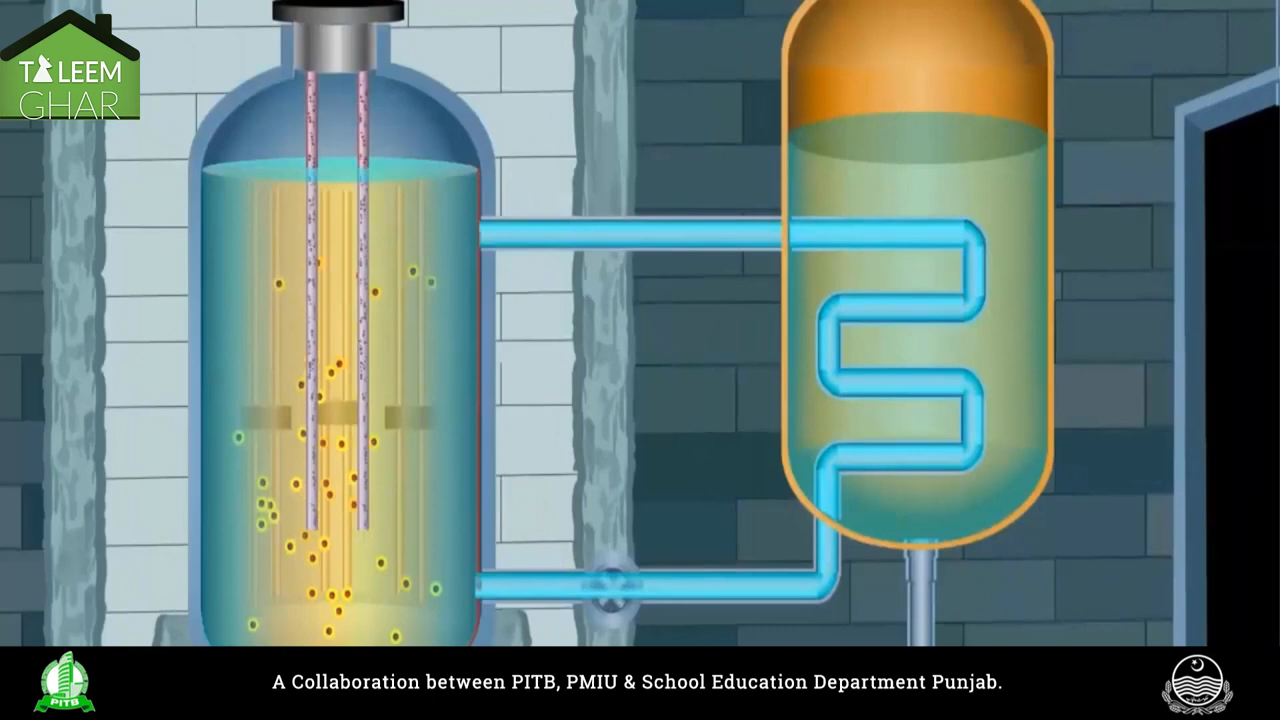 TALEEM
GHAR
A Collaboration between PITB, PMIU & School Education Department Punjab.
PITB